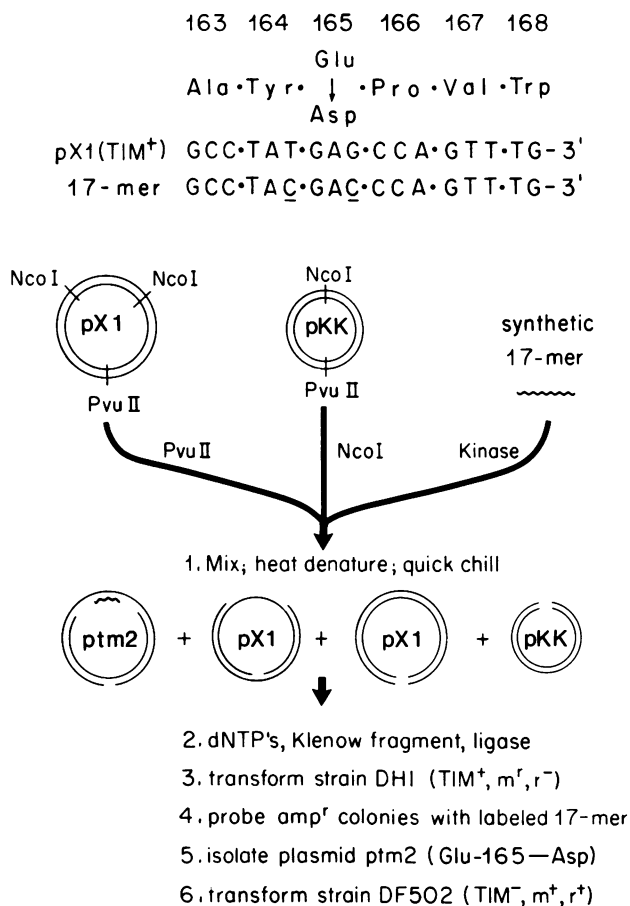 163 164 165 166 167 168
Glu
↓
Ala•Tyr• •Pro•Val•Trp
Asp
pX1(TIM⁺) GCC•TAT•GAG•CCA•GTT•TG-3'
17-mer GCC•TAC•GAC•CCA•GTT•TG-3'
NcoI NcoI NcoI
pX1 pKK synthetic
17-mer
PvuII PvuII
PvuII NcoI Kinase
1. Mix; heat denature; quick chill
ptm2 + pX1 + pX1 + pKK
2. dNTP's, Klenow fragment, ligase
3. transform strain DHI (TIM⁺, mʳ, r⁻)
4. probe ampʳ colonies with labeled 17-mer
5. isolate plasmid ptm2 (Glu-165—Asp)
6. transform strain DF502 (TIM⁻, m⁺, r⁺)